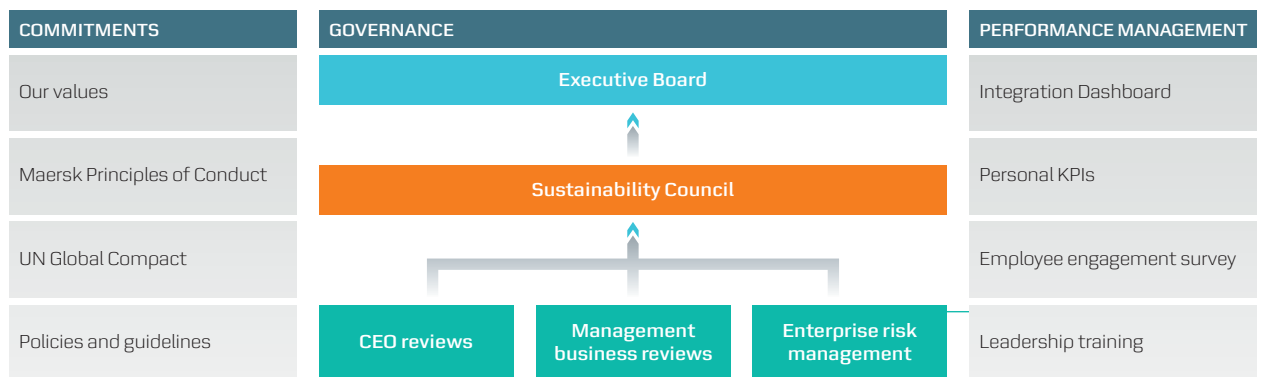 COMMITMENTS
Our values
Maersk Principles of Conduct
UN Global Compact
Policies and guidelines
GOVERNANCE
Executive Board
Sustainability Council
CEO reviews
Management
business reviews
Enterprise risk
management
PERFORMANCE MANAGEMENT
Integration Dashboard
Personal KPIs
Employee engagement survey
Leadership training